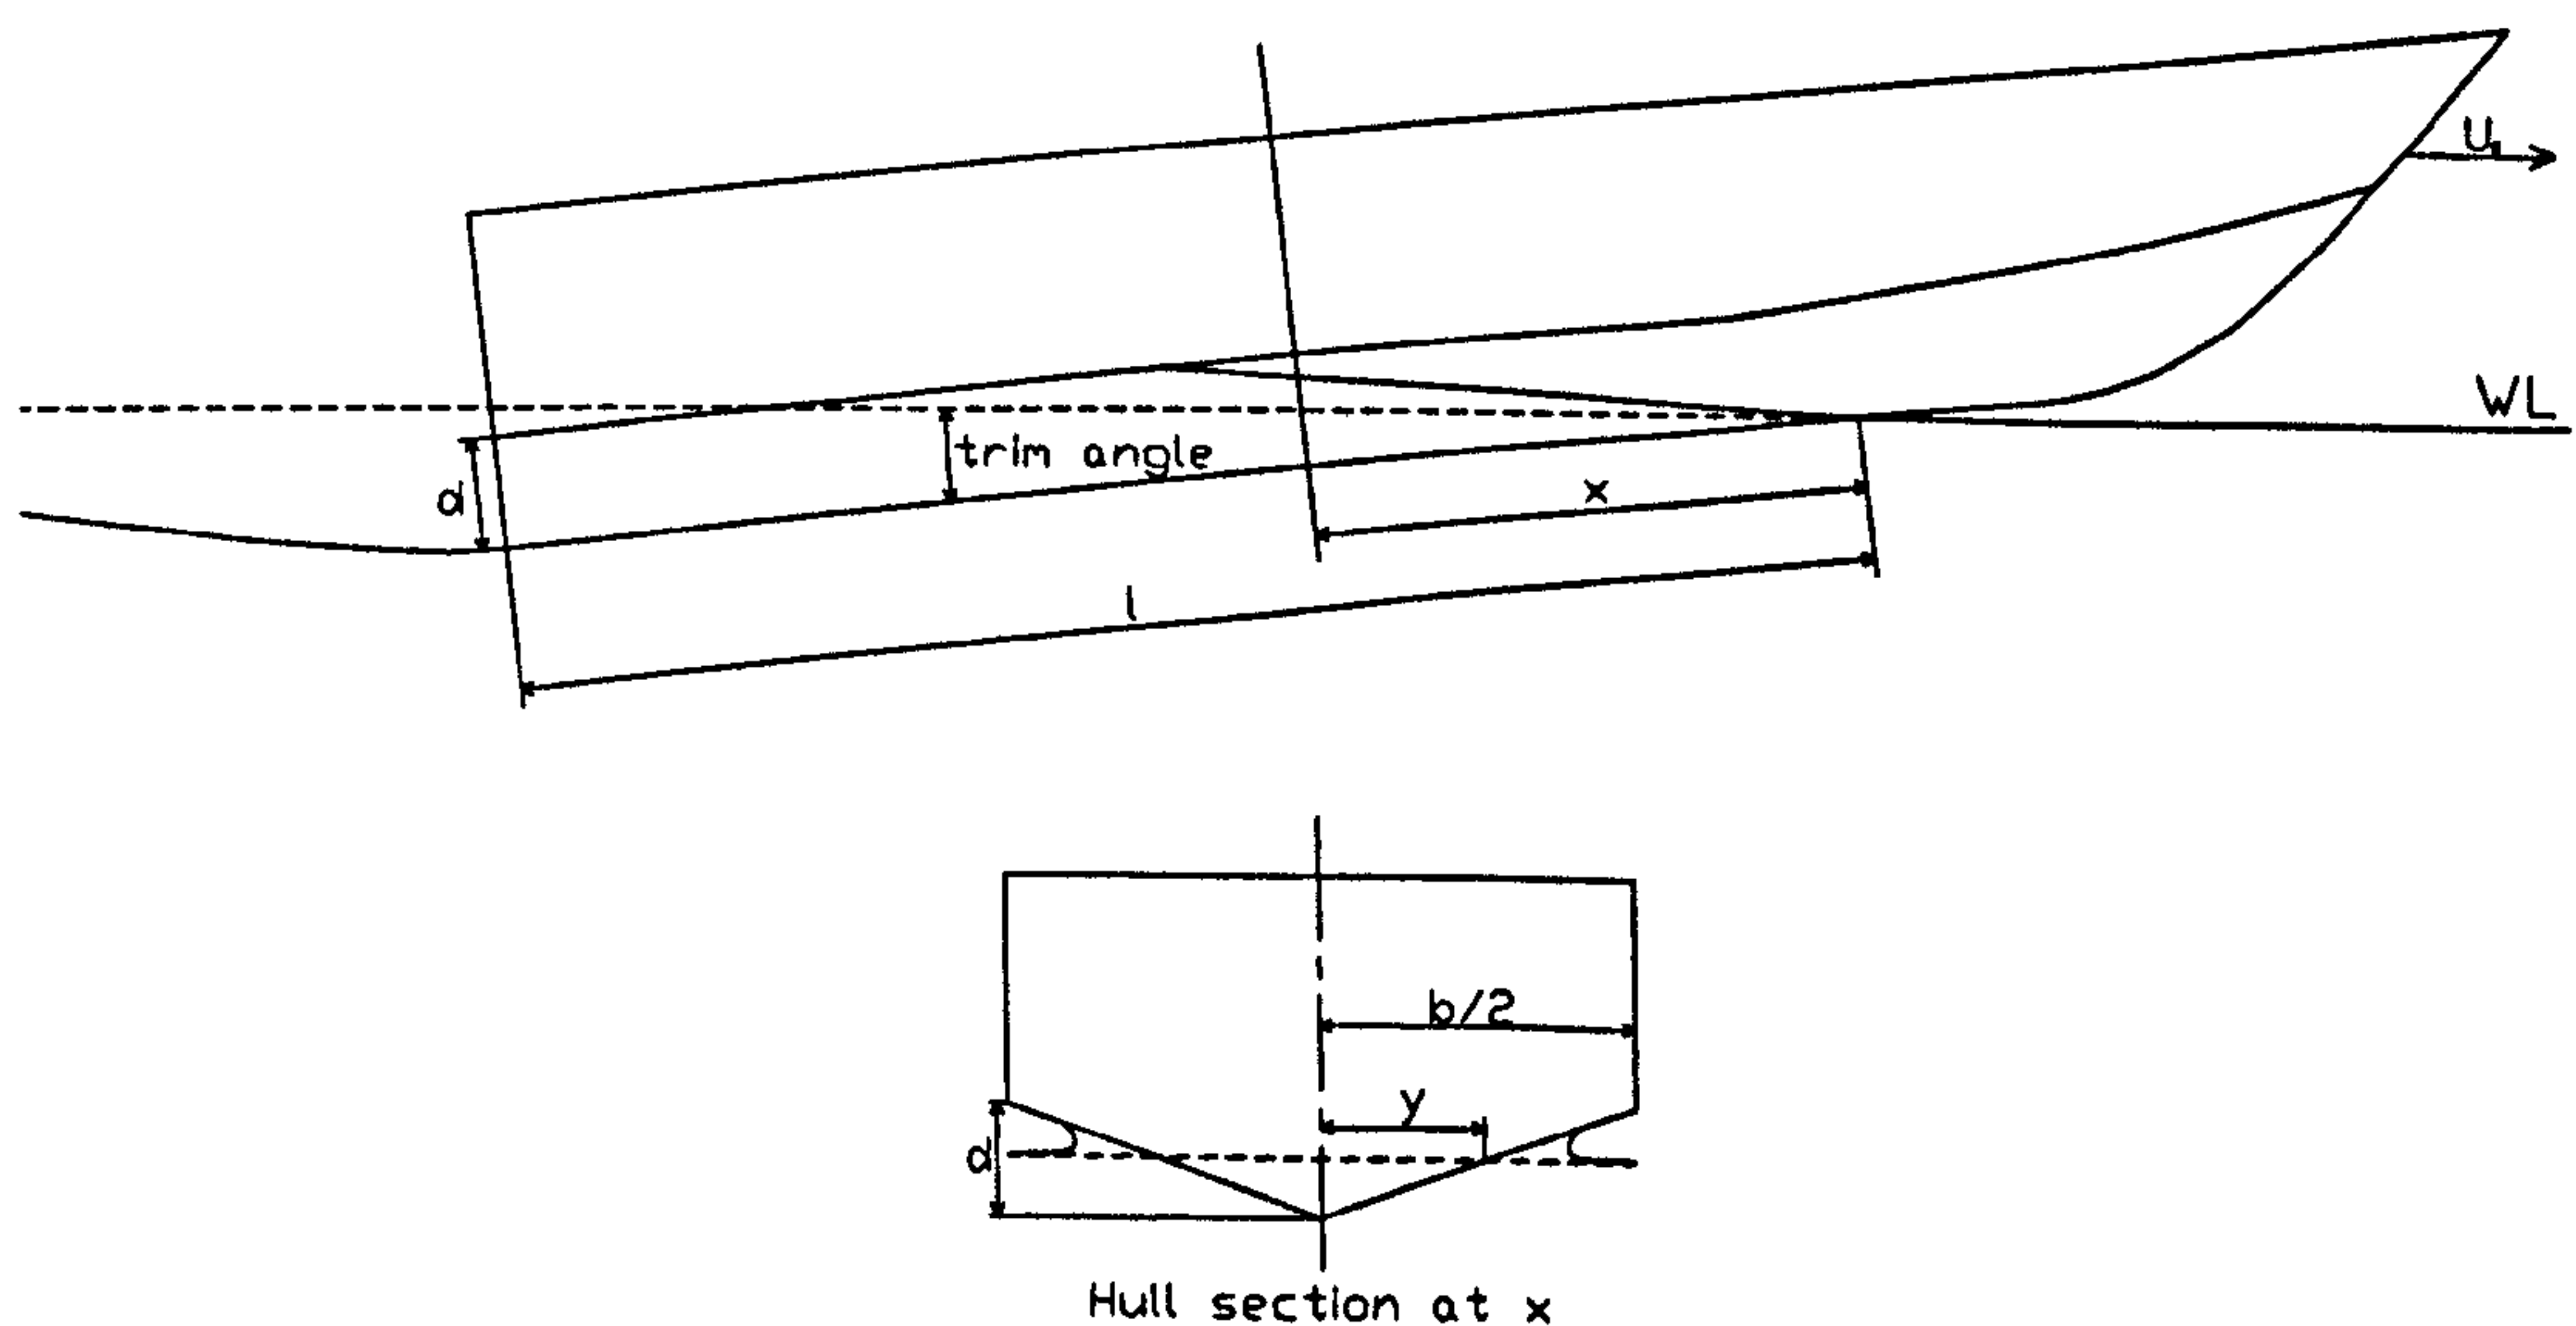 U
WL
trim angle
d
x
l
b/2
y
d
Hull section at x